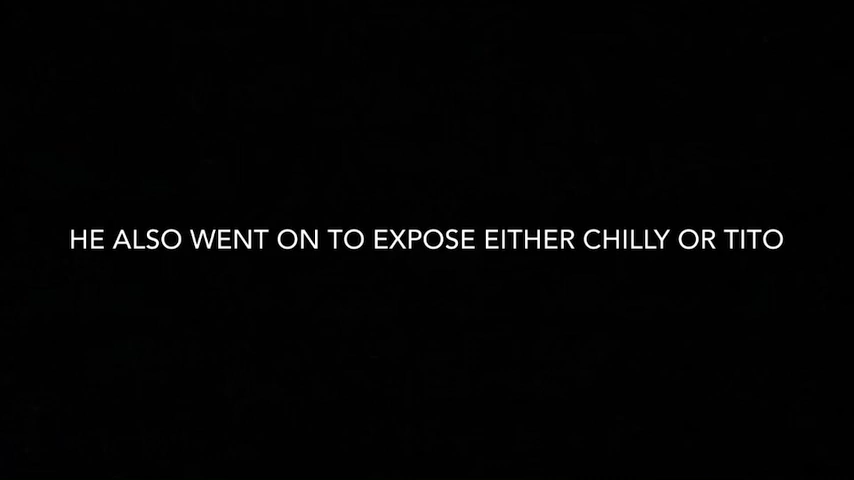 HE ALSO WENT ON TO EXPOSE EITHER CHILLY OR TITO